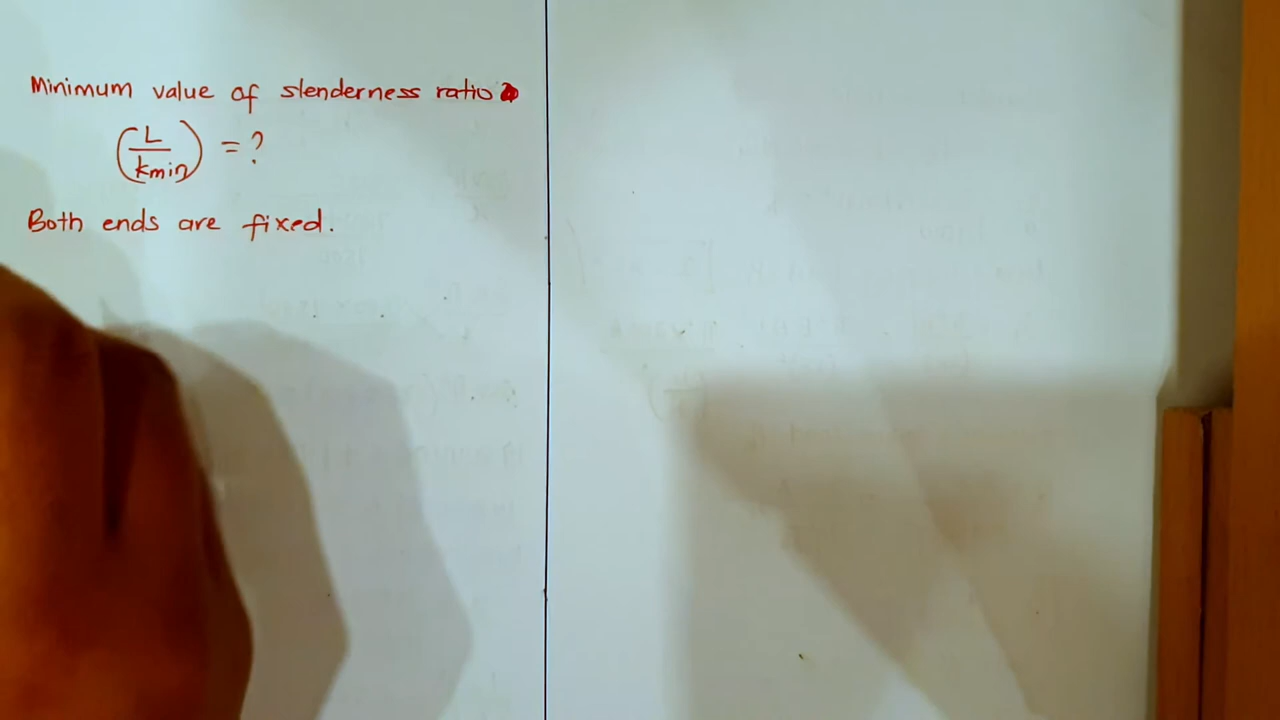 Minimum value of slenderness ratio
(L/kmin) = ?
Both ends are fixed.